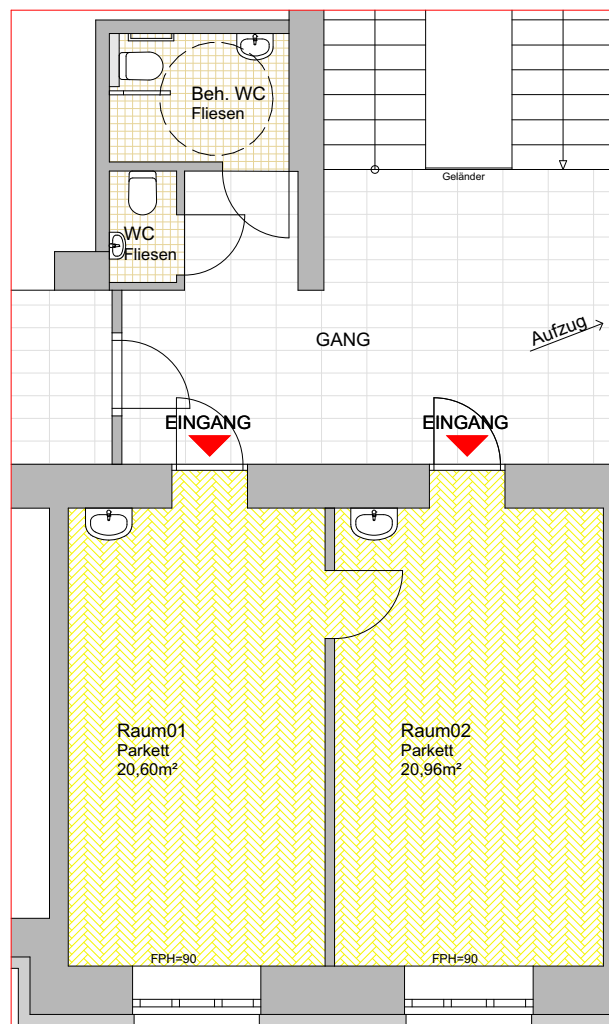 Beh. WC
Fliesen
Geländer
WC
Fliesen
GANG
Aufzug
EINGANG
EINGANG
Raum01
Parkett
20,60m²
Raum02
Parkett
20,96m²
FPH=90
FPH=90